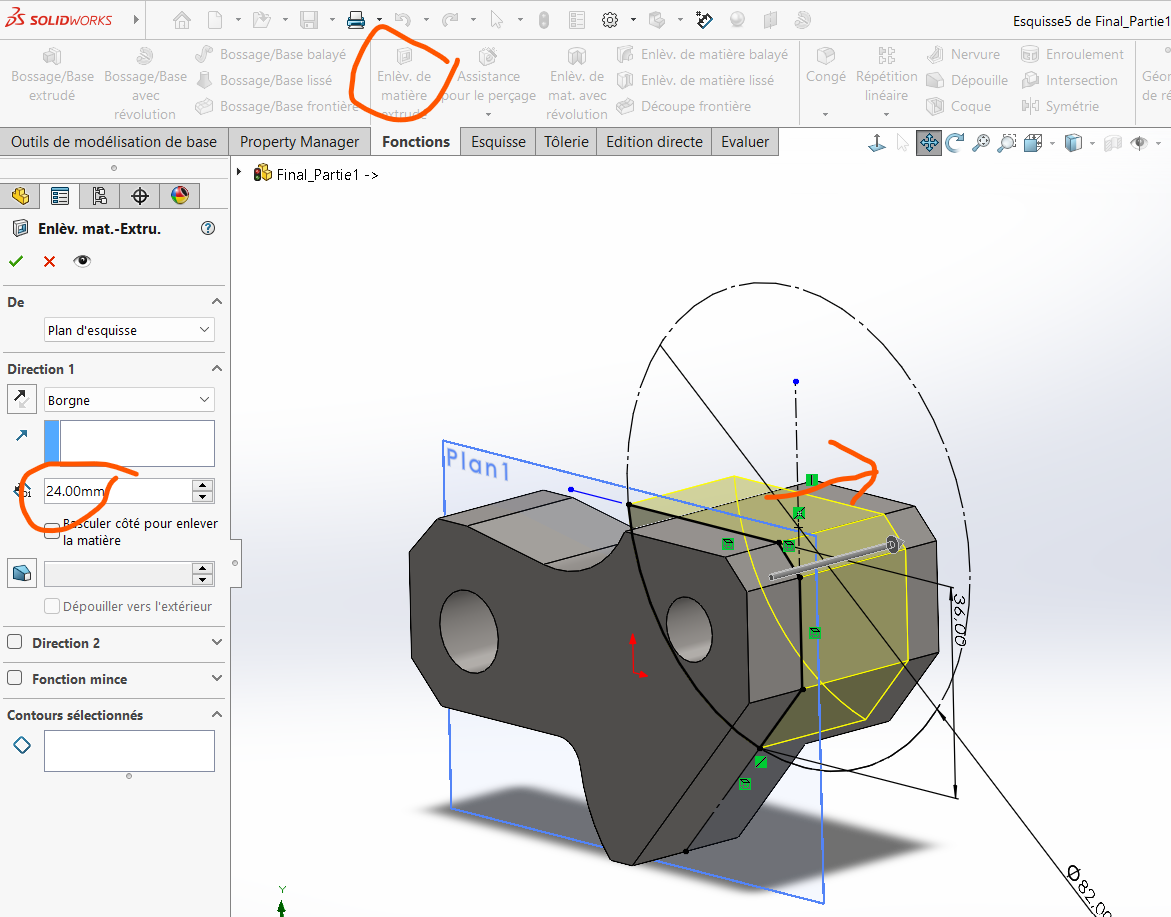 SOLIDWORKS
Esquisse5 de Final_Partie1
Bossage/Base
extrudé
Bossage/Base
avec
révolution
Bossage/Base balayé
Bossage/Base lissé
Bossage/Base frontière
Enlèv. de
matière
extrudé
Assistance
pour le perçage
Enlèv. de
mat. avec
révolution
Enlèv. de matière balayé
Enlèv. de matière lissé
Découpe frontière
Congé
Répétition
linéaire
Nervure
Dépouille
Coque
Enroulement
Intersection
Symétrie
Géor
de ré
Outils de modélisation de base
Property Manager
Fonctions
Esquisse
Tôlerie
Edition directe
Evaluer
Final_Partie1 ->
Enlèv. mat.-Extru.
De
Plan d'esquisse
Direction 1
Borgne
24.00mm
Basculer côté pour enlever
la matière
Dépouiller vers l'extérieur
Direction 2
Fonction mince
Contours sélectionnés
Plan1
36,00
Ø82,00
Y